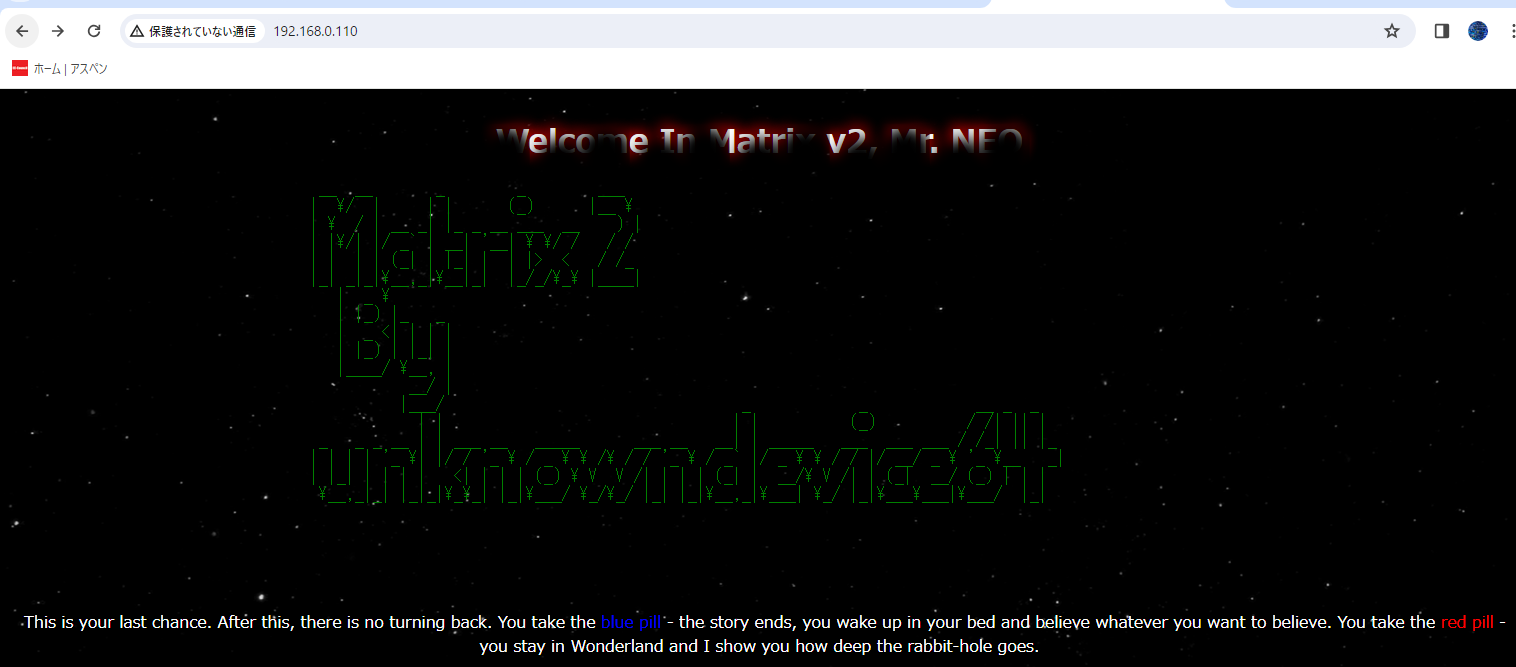 保護されていない通信 192.168.0.110
ホーム | アスペン
Welcome In Matrix v2, Mr. NEO
Matrix 2
By
unknowndevice64
This is your last chance. After this, there is no turning back. You take the blue pill - the story ends, you wake up in your bed and believe whatever you want to believe. You take the red pill -
you stay in Wonderland and I show you how deep the rabbit-hole goes.